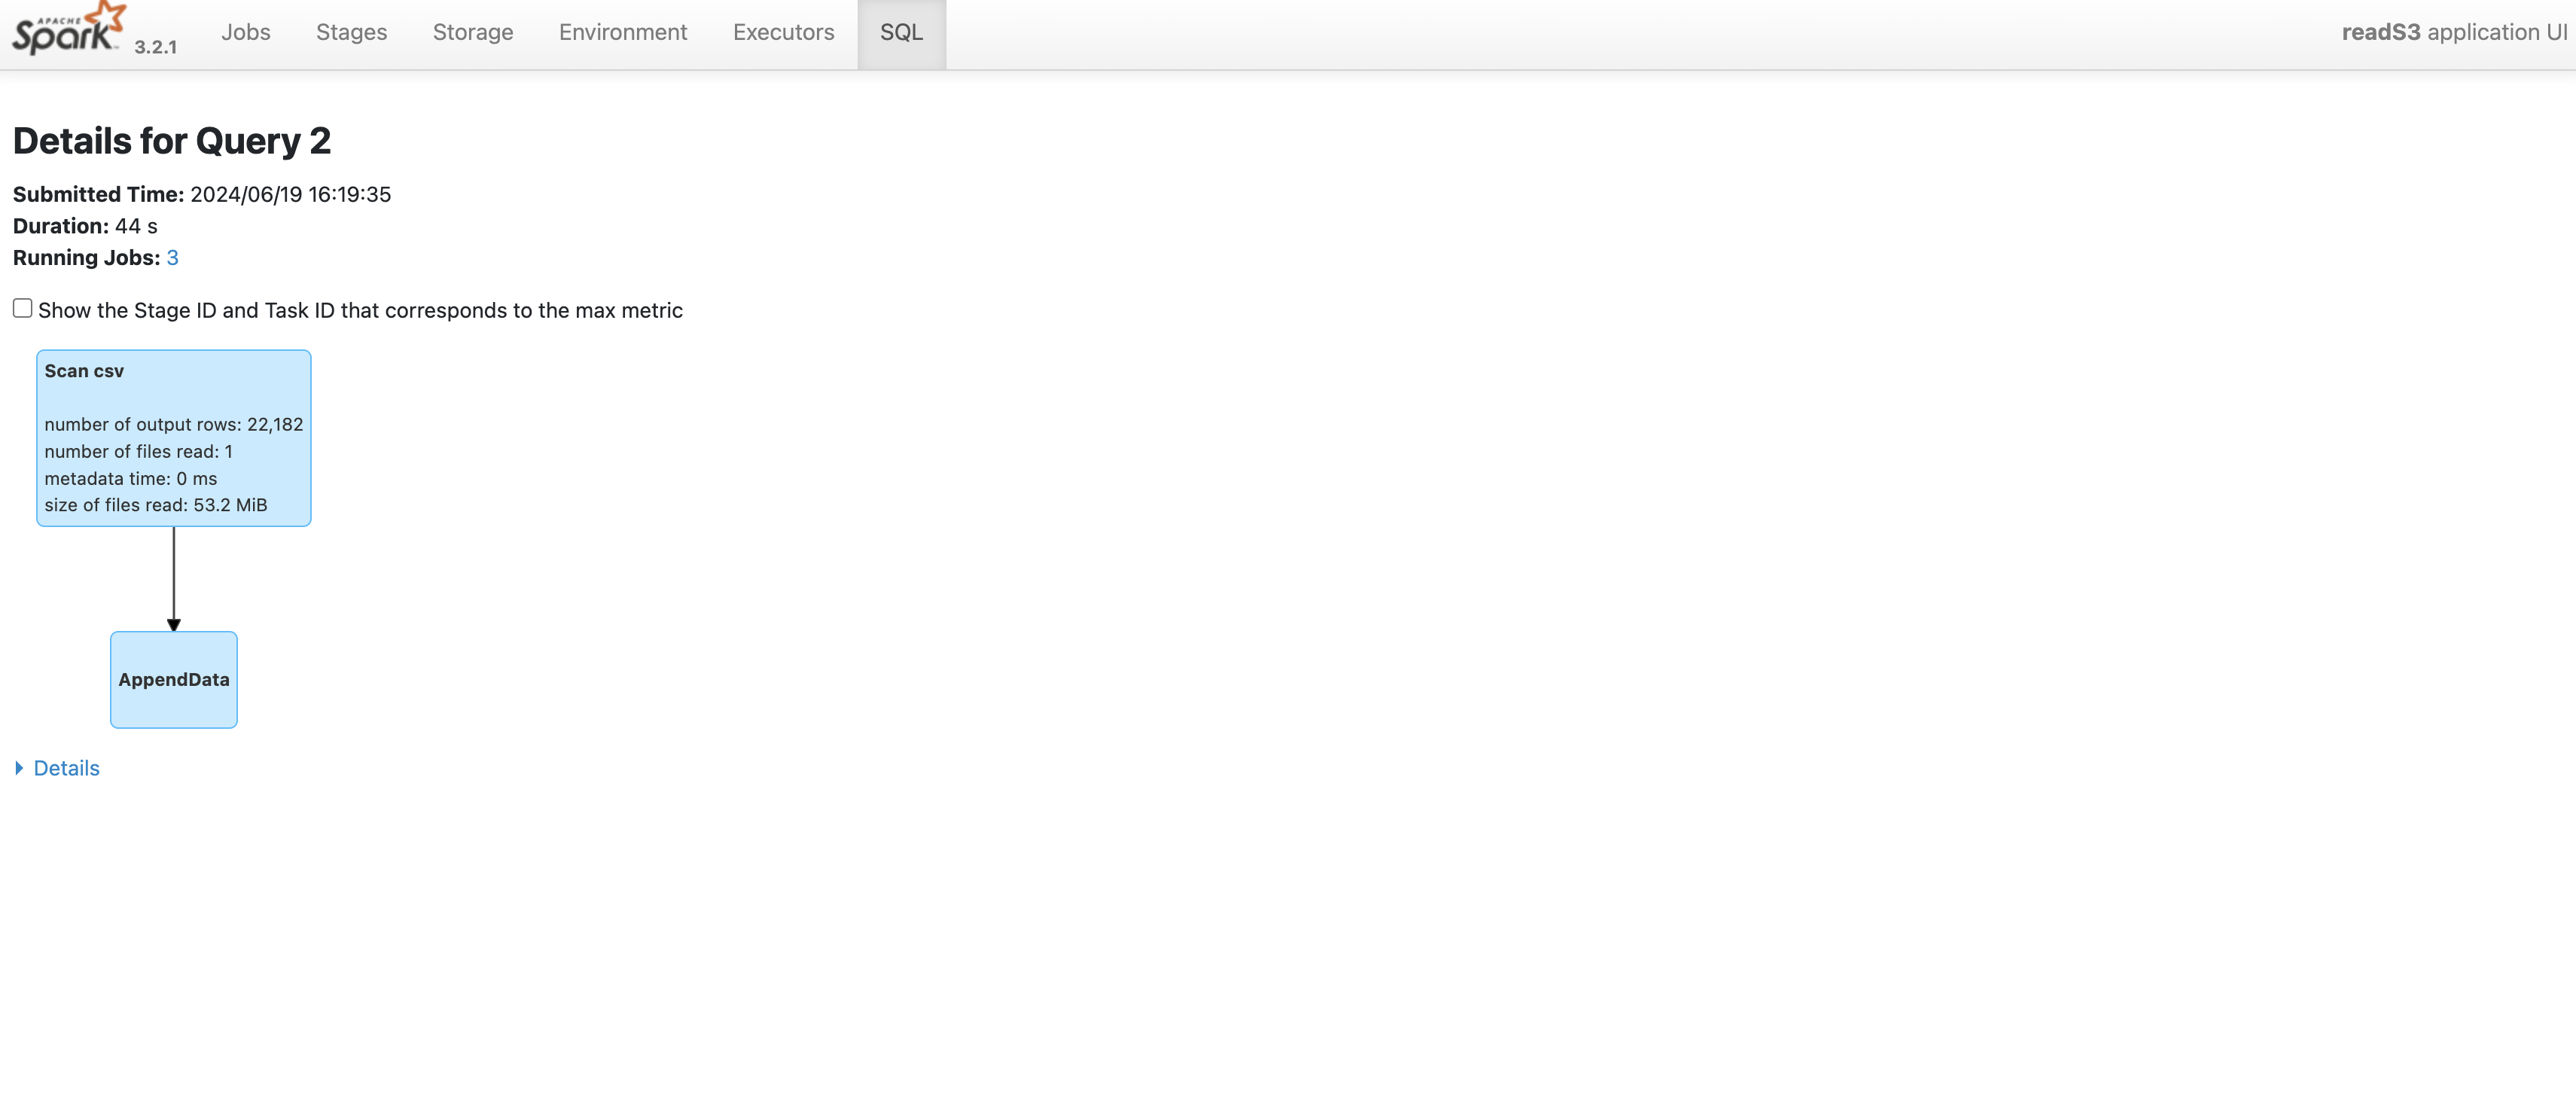 APACHE
Spark 3.2.1 Jobs Stages Storage Environment Executors SQL readS3 application UI
Details for Query 2
Submitted Time: 2024/06/19 16:19:35
Duration: 44 s
Running Jobs: 3
Show the Stage ID and Task ID that corresponds to the max metric
Scan csv
number of output rows: 22,182
number of files read: 1
metadata time: 0 ms
size of files read: 53.2 MiB
AppendData
Details